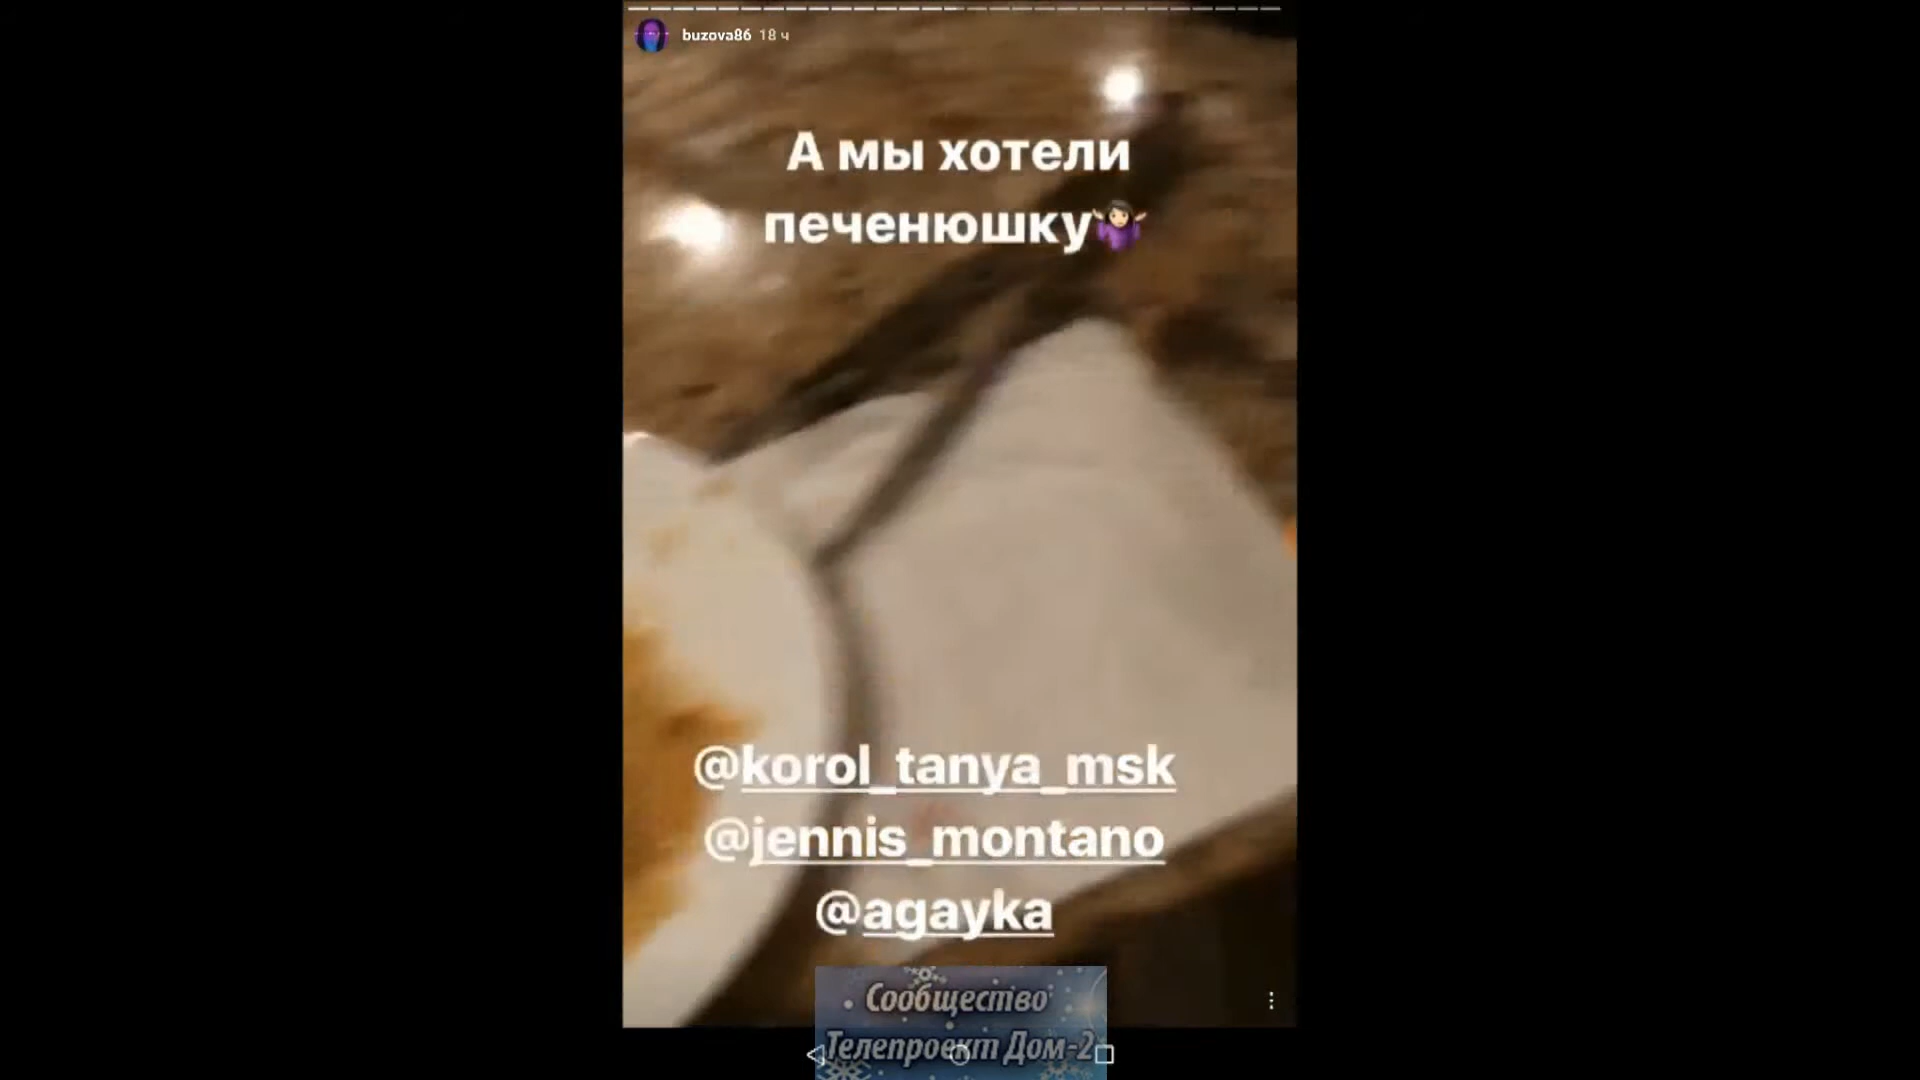 buzova86 18 ч
А мы хотели
печенюшку🤷🏻‍♀️
@korol_tanya_msk
@jennis_montano
@agayka
Сообщество
Телепроект Дом-2